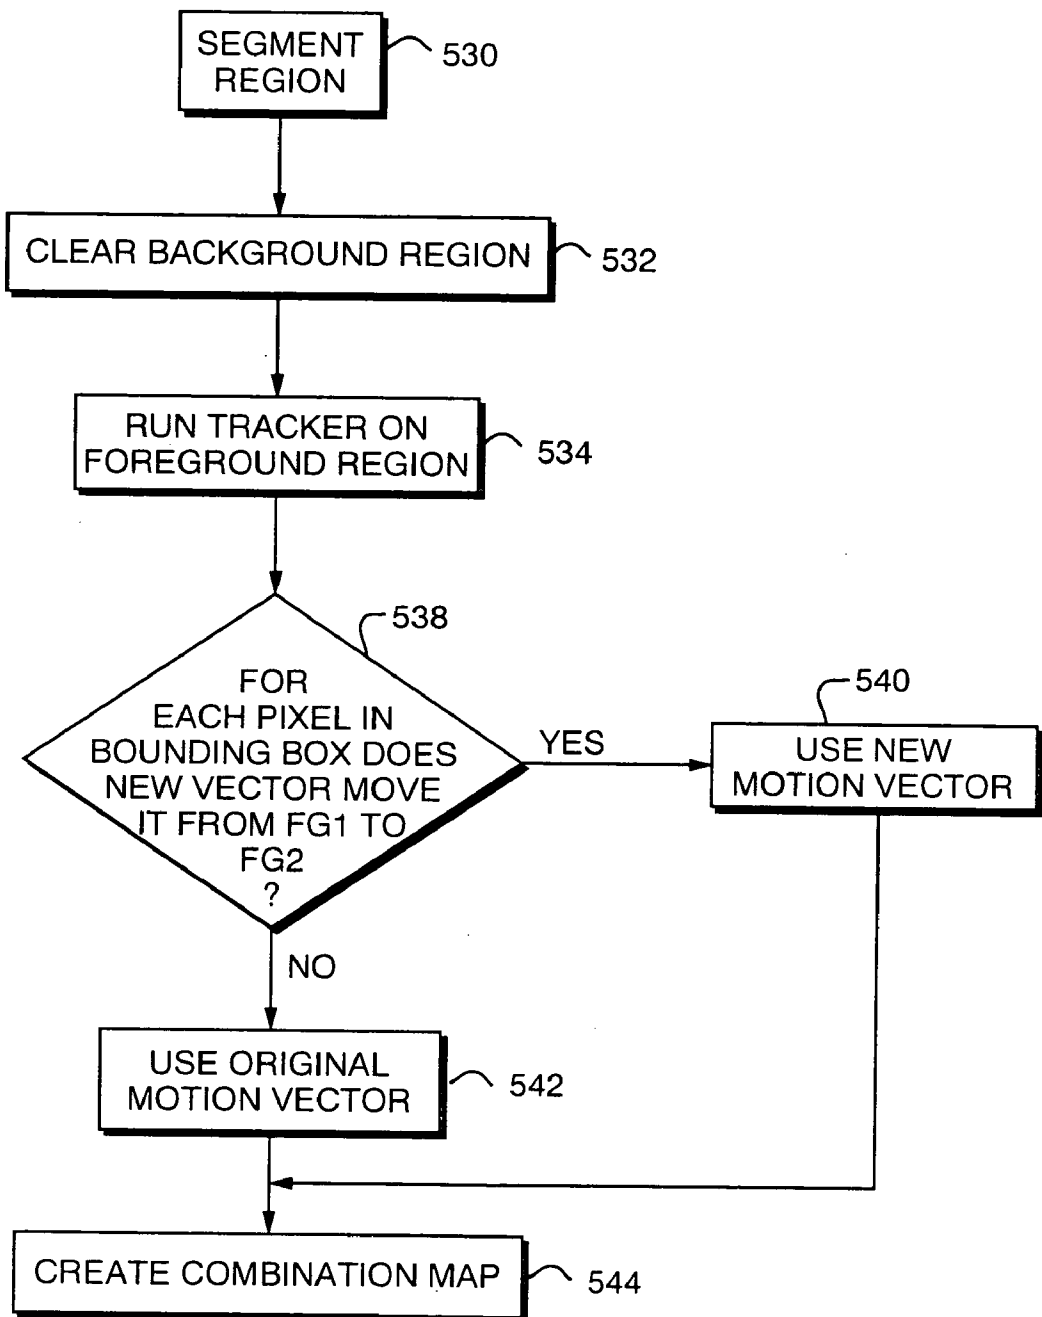 SEGMENT
REGION
530
CLEAR BACKGROUND REGION
532
RUN TRACKER ON
FOREGROUND REGION
534
538
FOR
EACH PIXEL IN
BOUNDING BOX DOES
NEW VECTOR MOVE
IT FROM FG1 TO
FG2
?
YES
540
USE NEW
MOTION VECTOR
NO
USE ORIGINAL
MOTION VECTOR
542
CREATE COMBINATION MAP
544